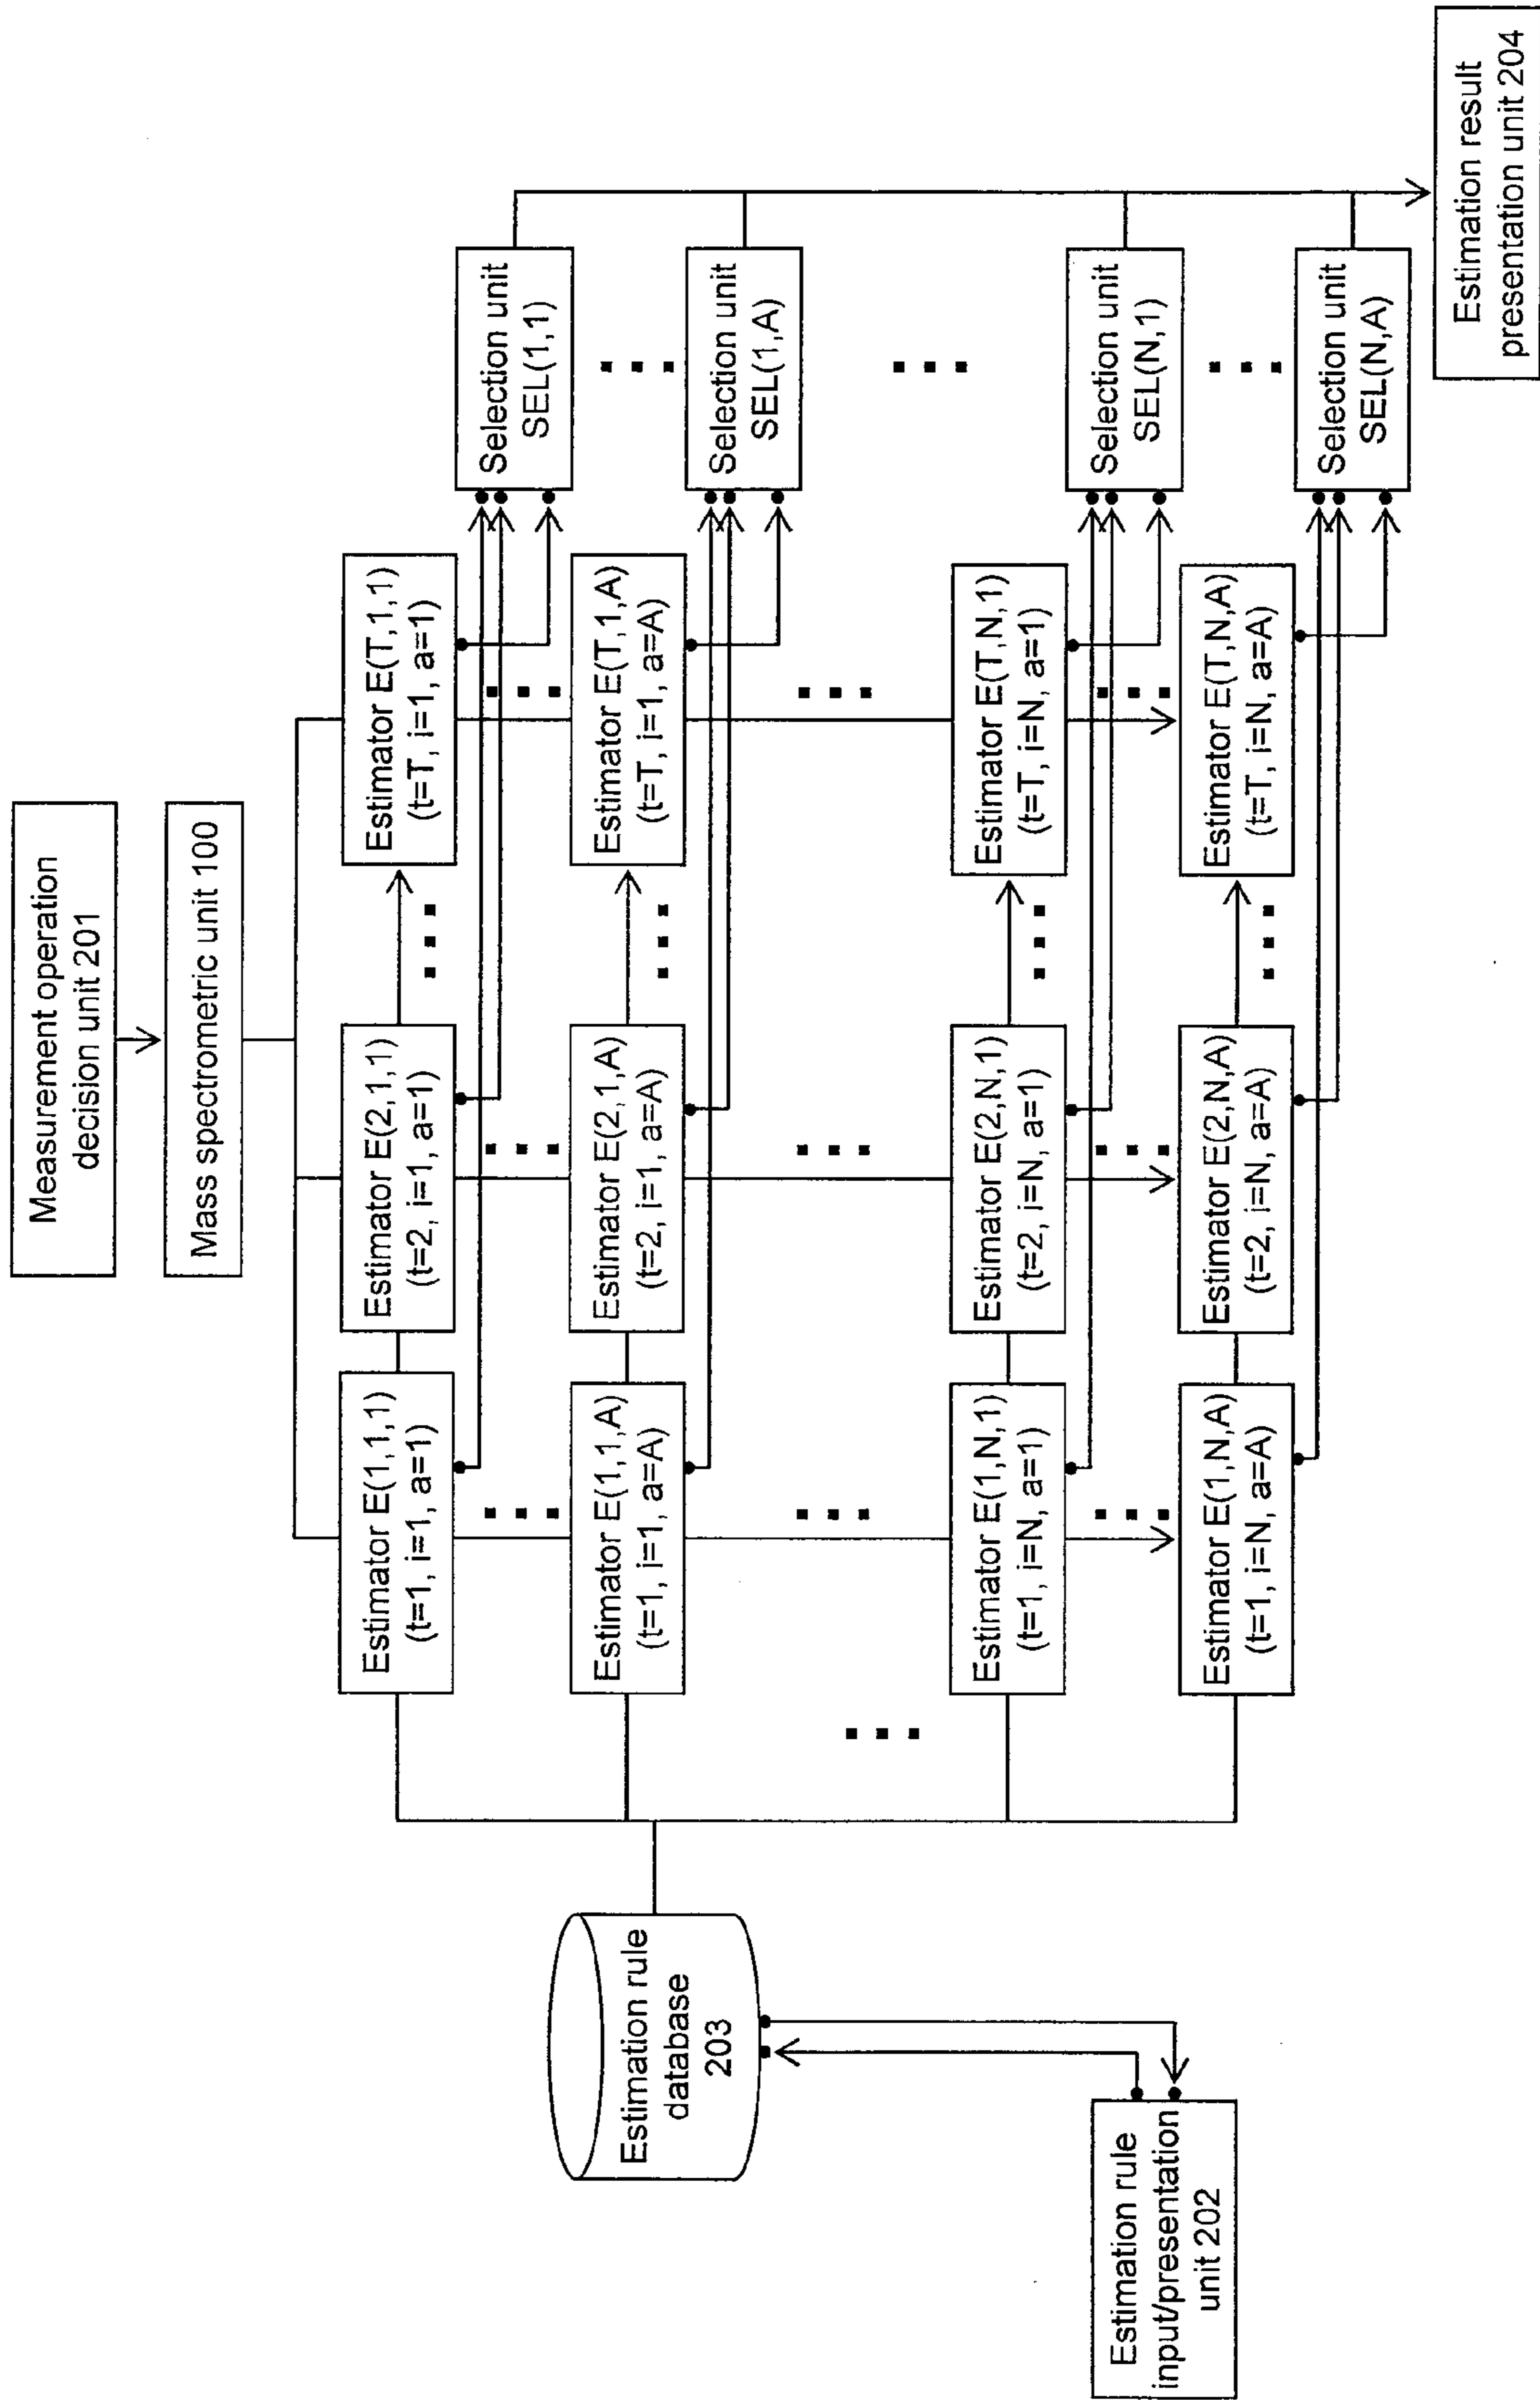 Measurement operation
decision unit 201
Mass spectrometric unit 100
Estimation rule
database
203
Estimation rule
input/presentation
unit 202
Estimator E(1,1,1)
(t=1, i=1, a=1)
Estimator E(2,1,1)
(t=2, i=1, a=1)
Estimator E(T,1,1)
(t=T, i=1, a=1)
Selection unit
SEL(1,1)
Estimator E(1,1,A)
(t=1, i=1, a=A)
Estimator E(2,1,A)
(t=2, i=1, a=A)
Estimator E(T,1,A)
(t=T, i=1, a=A)
Selection unit
SEL(1,A)
Estimator E(1,N,1)
(t=1, i=N, a=1)
Estimator E(2,N,1)
(t=2, i=N, a=1)
Estimator E(T,N,1)
(t=T, i=N, a=1)
Selection unit
SEL(N,1)
Estimator E(1,N,A)
(t=1, i=N, a=A)
Estimator E(2,N,A)
(t=2, i=N, a=A)
Estimator E(T,N,A)
(t=T, i=N, a=A)
Selection unit
SEL(N,A)
Estimation result
presentation unit 204